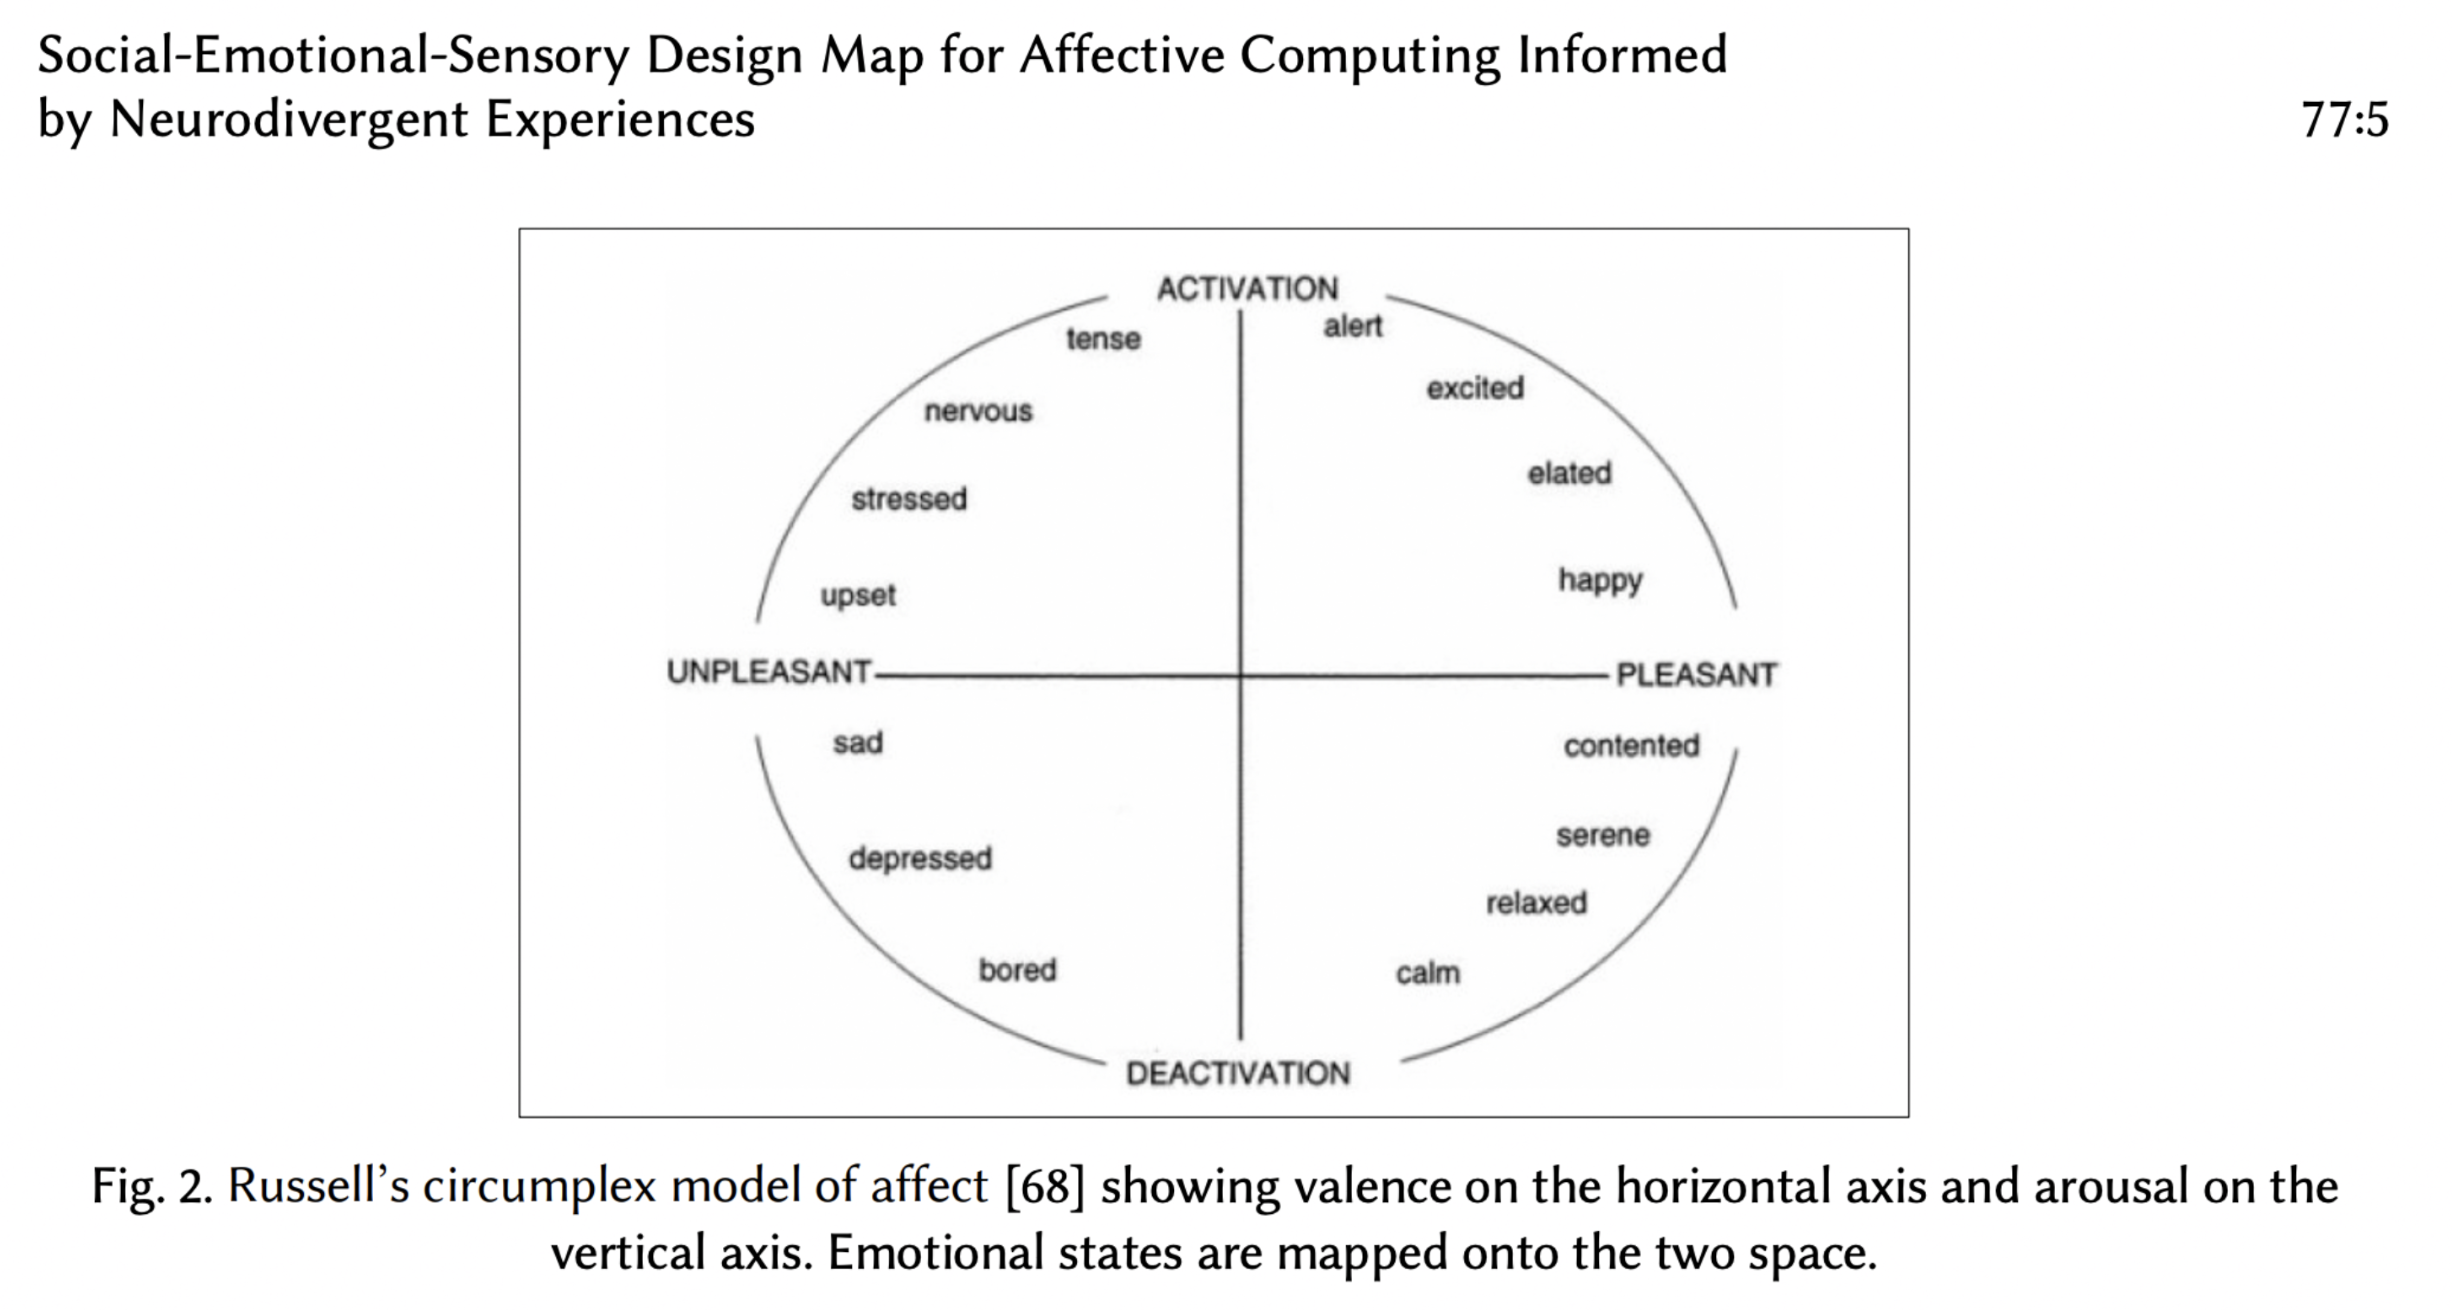 Social-Emotional-Sensory Design Map for Affective Computing Informed
by Neurodivergent Experiences 77:5
ACTIVATION
tense alert
nervous excited
stressed elated
upset happy
UNPLEASANT PLEASANT
sad contented
depressed serene
relaxed
bored calm
DEACTIVATION
Fig. 2. Russell’s circumplex model of affect [68] showing valence on the horizontal axis and arousal on the
vertical axis. Emotional states are mapped onto the two space.